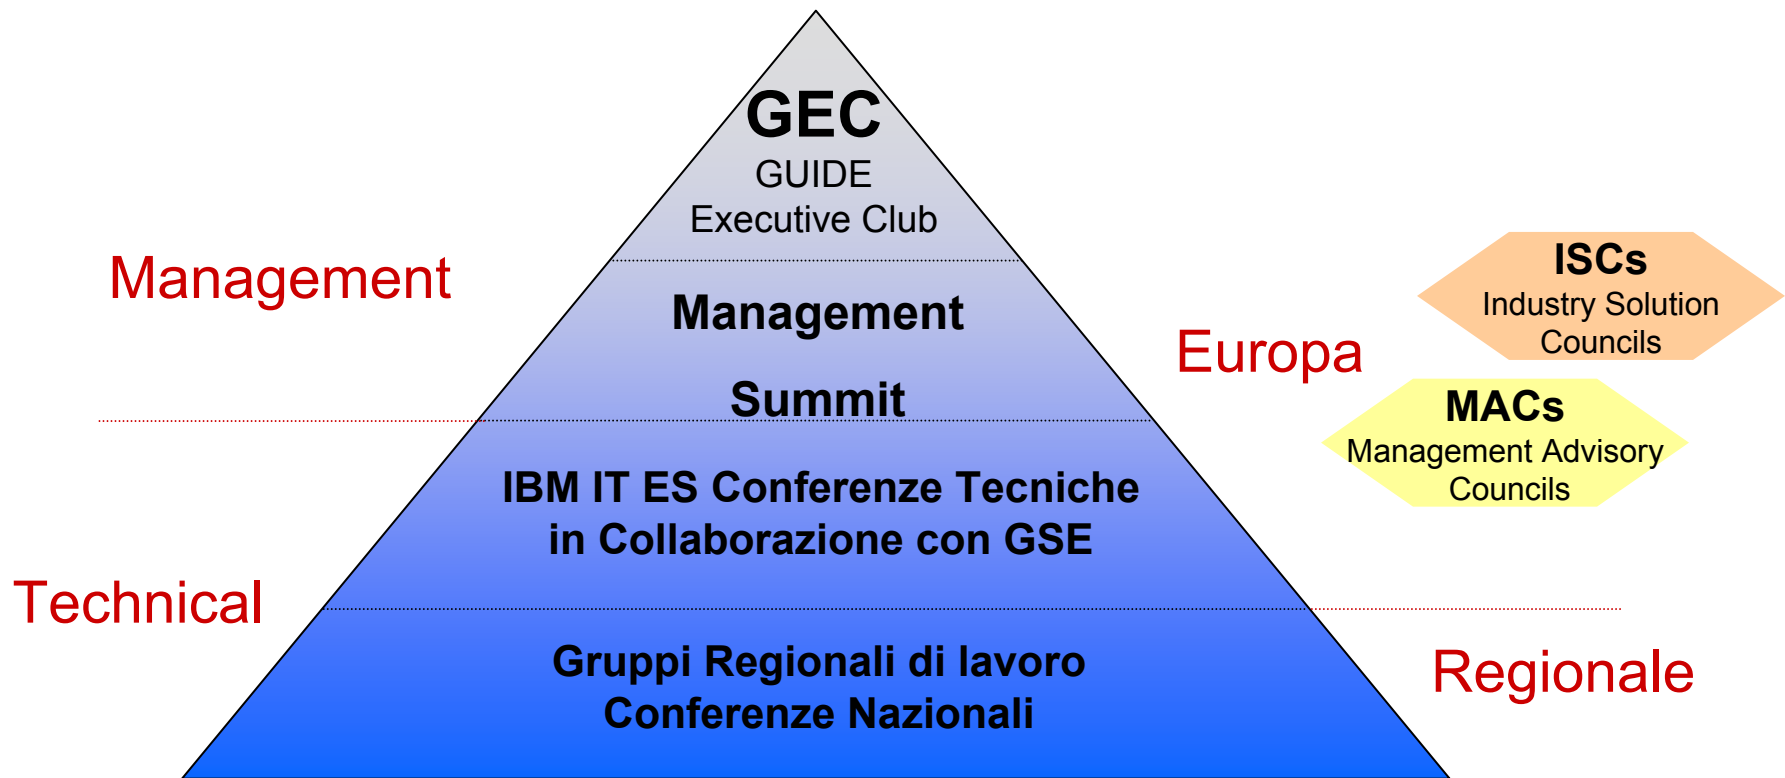 GEC
GUIDE
Executive Club
Management
Management
Summit
Europa
ISCs
Industry Solution
Councils
MACs
Management Advisory
Councils
IBM IT ES Conferenze Tecniche
in Collaborazione con GSE
Technical
Gruppi Regionali di lavoro
Conferenze Nazionali
Regionale